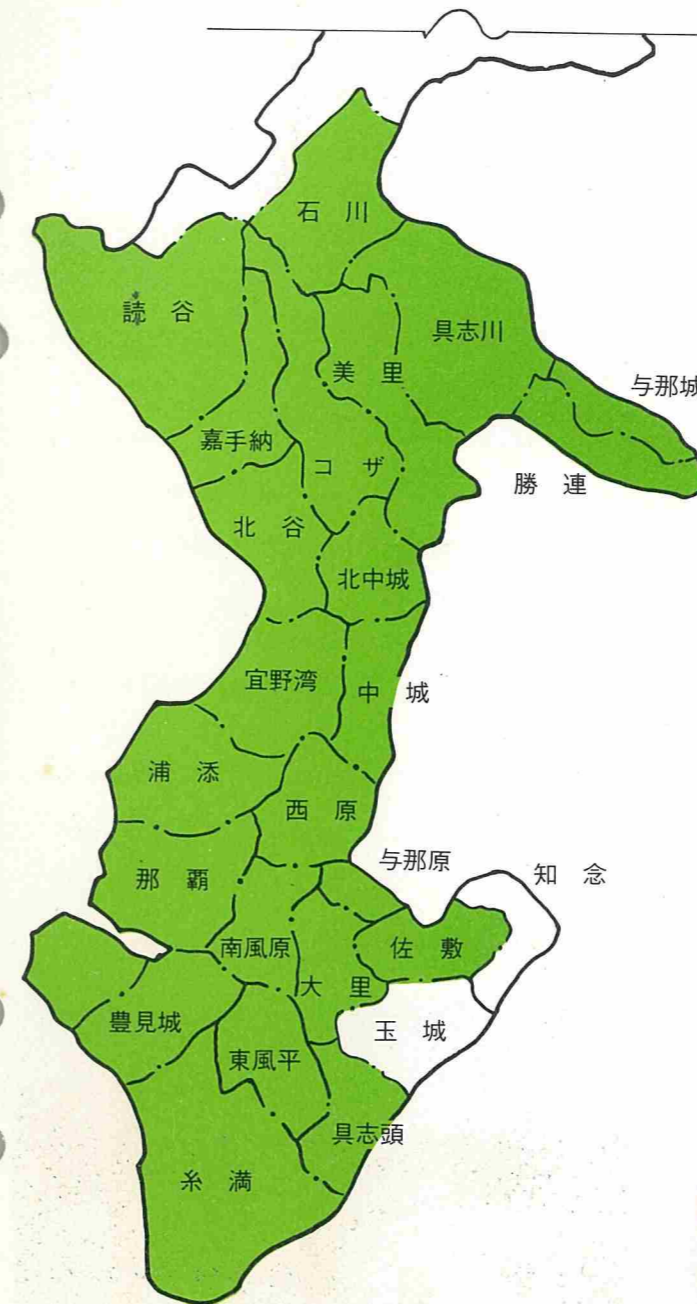 石川
読谷
具志川
美里
与那城
嘉手納
コザ
勝連
北谷
北中城
宜野湾
中城
浦添
西原
与那原
知念
那覇
南風原
佐敷
大里
豊見城
玉城
東風平
具志頭
糸満